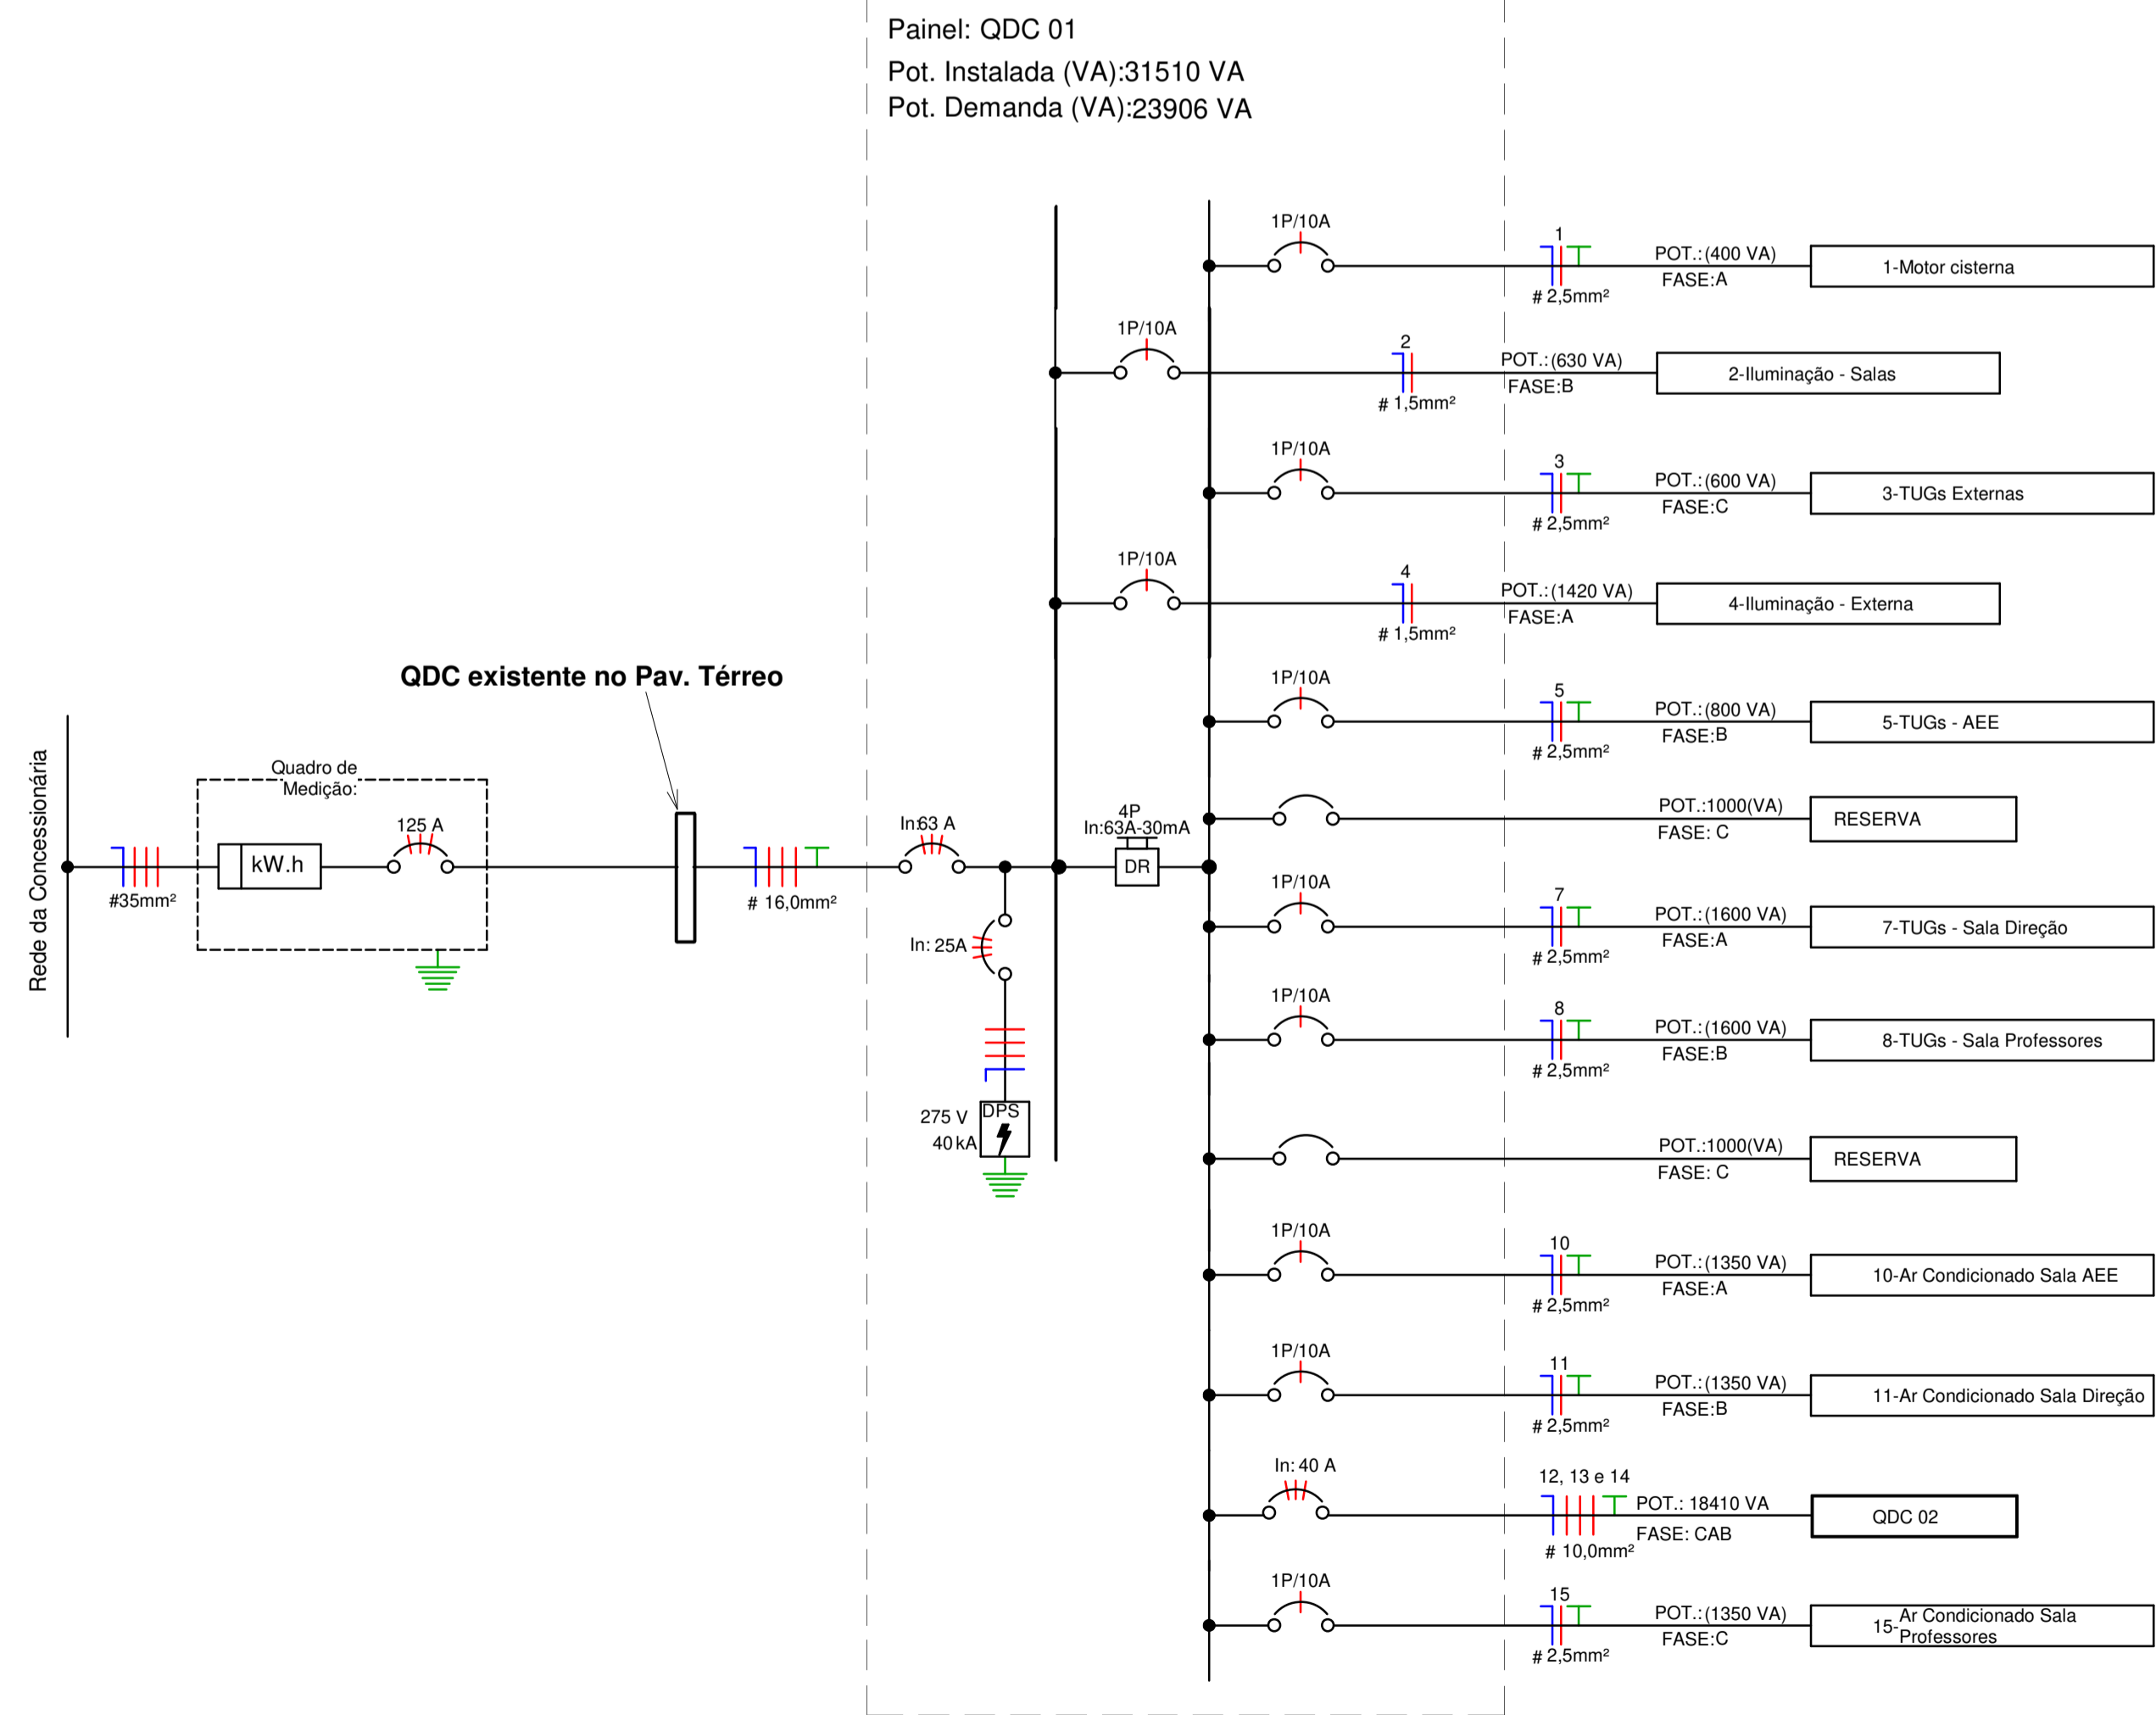 Painel: QDC 01
Pot. Instalada (VA):31510 VA
Pot. Demanda (VA):23906 VA
1P/10A
1
# 2,5mm²
POT.:(400 VA)
FASE:A
1-Motor cisterna
1P/10A
2
# 1,5mm²
POT.:(630 VA)
FASE:B
2-Iluminação - Salas
1P/10A
3
# 2,5mm²
POT.:(600 VA)
FASE:C
3-TUGs Externas
1P/10A
4
# 1,5mm²
POT.:(1420 VA)
FASE:A
4-Iluminação - Externa
QDC existente no Pav. Térreo
1P/10A
5
# 2,5mm²
POT.:(800 VA)
FASE:B
5-TUGs - AEE
Rede da Concessionária
#35mm²
Quadro de
Medição:
kW.h
125 A
# 16,0mm²
In:63 A
In: 25A
275 V
40 kA
DPS
4P
In:63A-30mA
DR
POT.:1000(VA)
FASE: C
RESERVA
1P/10A
7
# 2,5mm²
POT.:(1600 VA)
FASE:A
7-TUGs - Sala Direção
1P/10A
8
# 2,5mm²
POT.:(1600 VA)
FASE:B
8-TUGs - Sala Professores
POT.:1000(VA)
FASE: C
RESERVA
1P/10A
10
# 2,5mm²
POT.:(1350 VA)
FASE:A
10-Ar Condicionado Sala AEE
1P/10A
11
# 2,5mm²
POT.:(1350 VA)
FASE:B
11-Ar Condicionado Sala Direção
In: 40 A
12, 13 e 14
# 10,0mm²
POT.: 18410 VA
FASE: CAB
QDC 02
1P/10A
15
# 2,5mm²
POT.:(1350 VA)
FASE:C
15-Ar Condicionado Sala
Professores